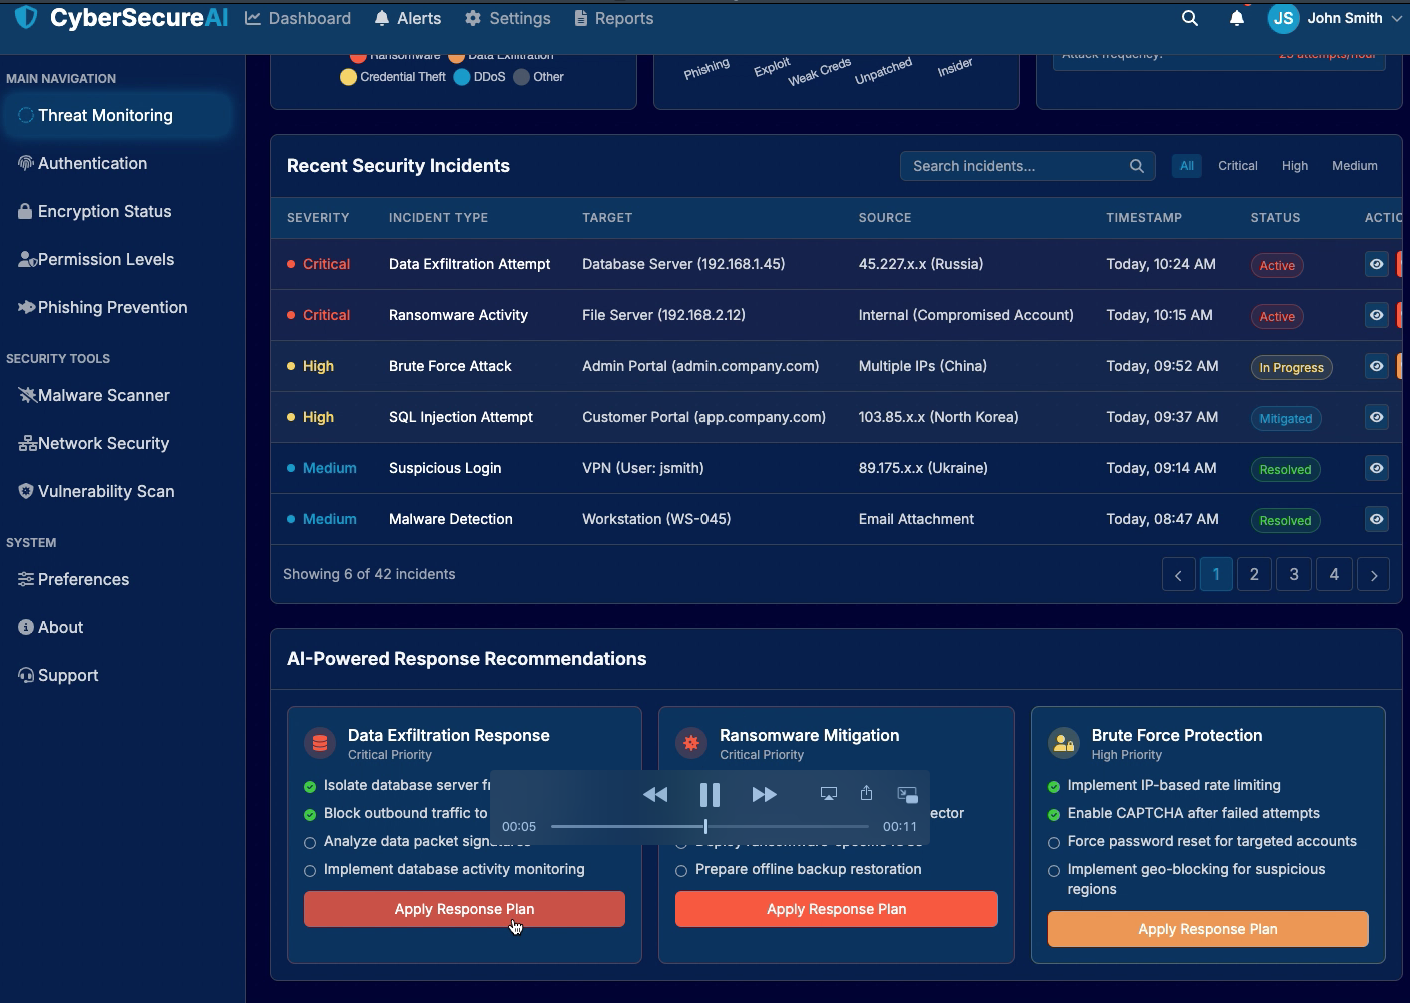 CyberSecureAI
Dashboard
Alerts
Settings
Reports
JS
John Smith
MAIN NAVIGATION
Threat Monitoring
Authentication
Encryption Status
Permission Levels
Phishing Prevention
SECURITY TOOLS
Malware Scanner
Network Security
Vulnerability Scan
SYSTEM
Preferences
About
Support
Ransomware Data Exfiltration
Credential Theft DDoS Other
Phishing Exploit Weak Creds Unpatched Insider
Attack frequency: 23 attempts/hour
Recent Security Incidents
Search incidents...
All Critical High Medium
SEVERITY INCIDENT TYPE TARGET SOURCE TIMESTAMP STATUS ACTIO
Critical Data Exfiltration Attempt Database Server (192.168.1.45) 45.227.x.x (Russia) Today, 10:24 AM Active
Critical Ransomware Activity File Server (192.168.2.12) Internal (Compromised Account) Today, 10:15 AM Active
High Brute Force Attack Admin Portal (admin.company.com) Multiple IPs (China) Today, 09:52 AM In Progress
High SQL Injection Attempt Customer Portal (app.company.com) 103.85.x.x (North Korea) Today, 09:37 AM Mitigated
Medium Suspicious Login VPN (User: jsmith) 89.175.x.x (Ukraine) Today, 09:14 AM Resolved
Medium Malware Detection Workstation (WS-045) Email Attachment Today, 08:47 AM Resolved
Showing 6 of 42 incidents
1 2 3 4
AI-Powered Response Recommendations
Data Exfiltration Response
Critical Priority
Isolate database server fr
Block outbound traffic to
Analyze data packet signatures
Implement database activity monitoring
Apply Response Plan
Ransomware Mitigation
Critical Priority
ector
Deploy ransomware-specific IOCs
Prepare offline backup restoration
Apply Response Plan
Brute Force Protection
High Priority
Implement IP-based rate limiting
Enable CAPTCHA after failed attempts
Force password reset for targeted accounts
Implement geo-blocking for suspicious
regions
Apply Response Plan
00:05
00:11